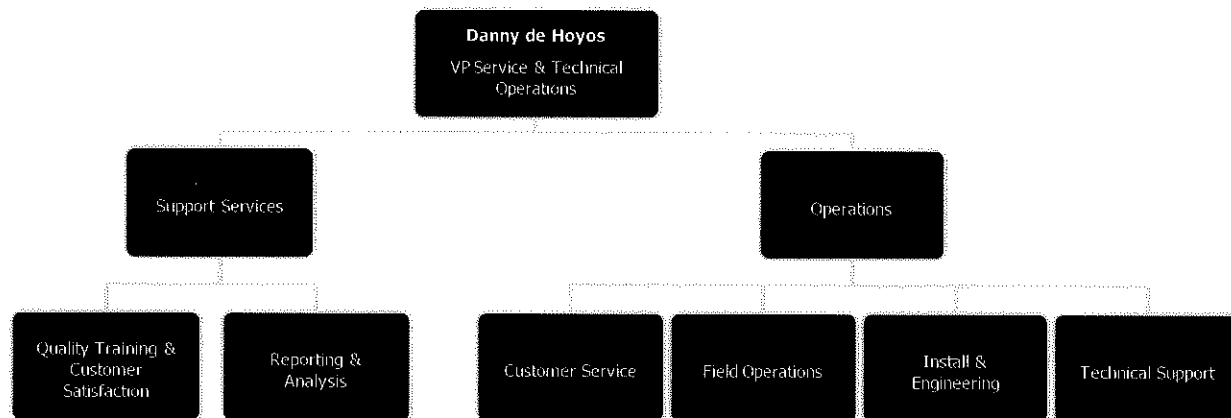 Danny de Hoyos
VP Service & Technical
Operations
Support Services
Operations
Quality Training &
Customer
Satisfaction
Reporting &
Analysis
Customer Service
Field Operations
Install &
Engineering
Technical Support